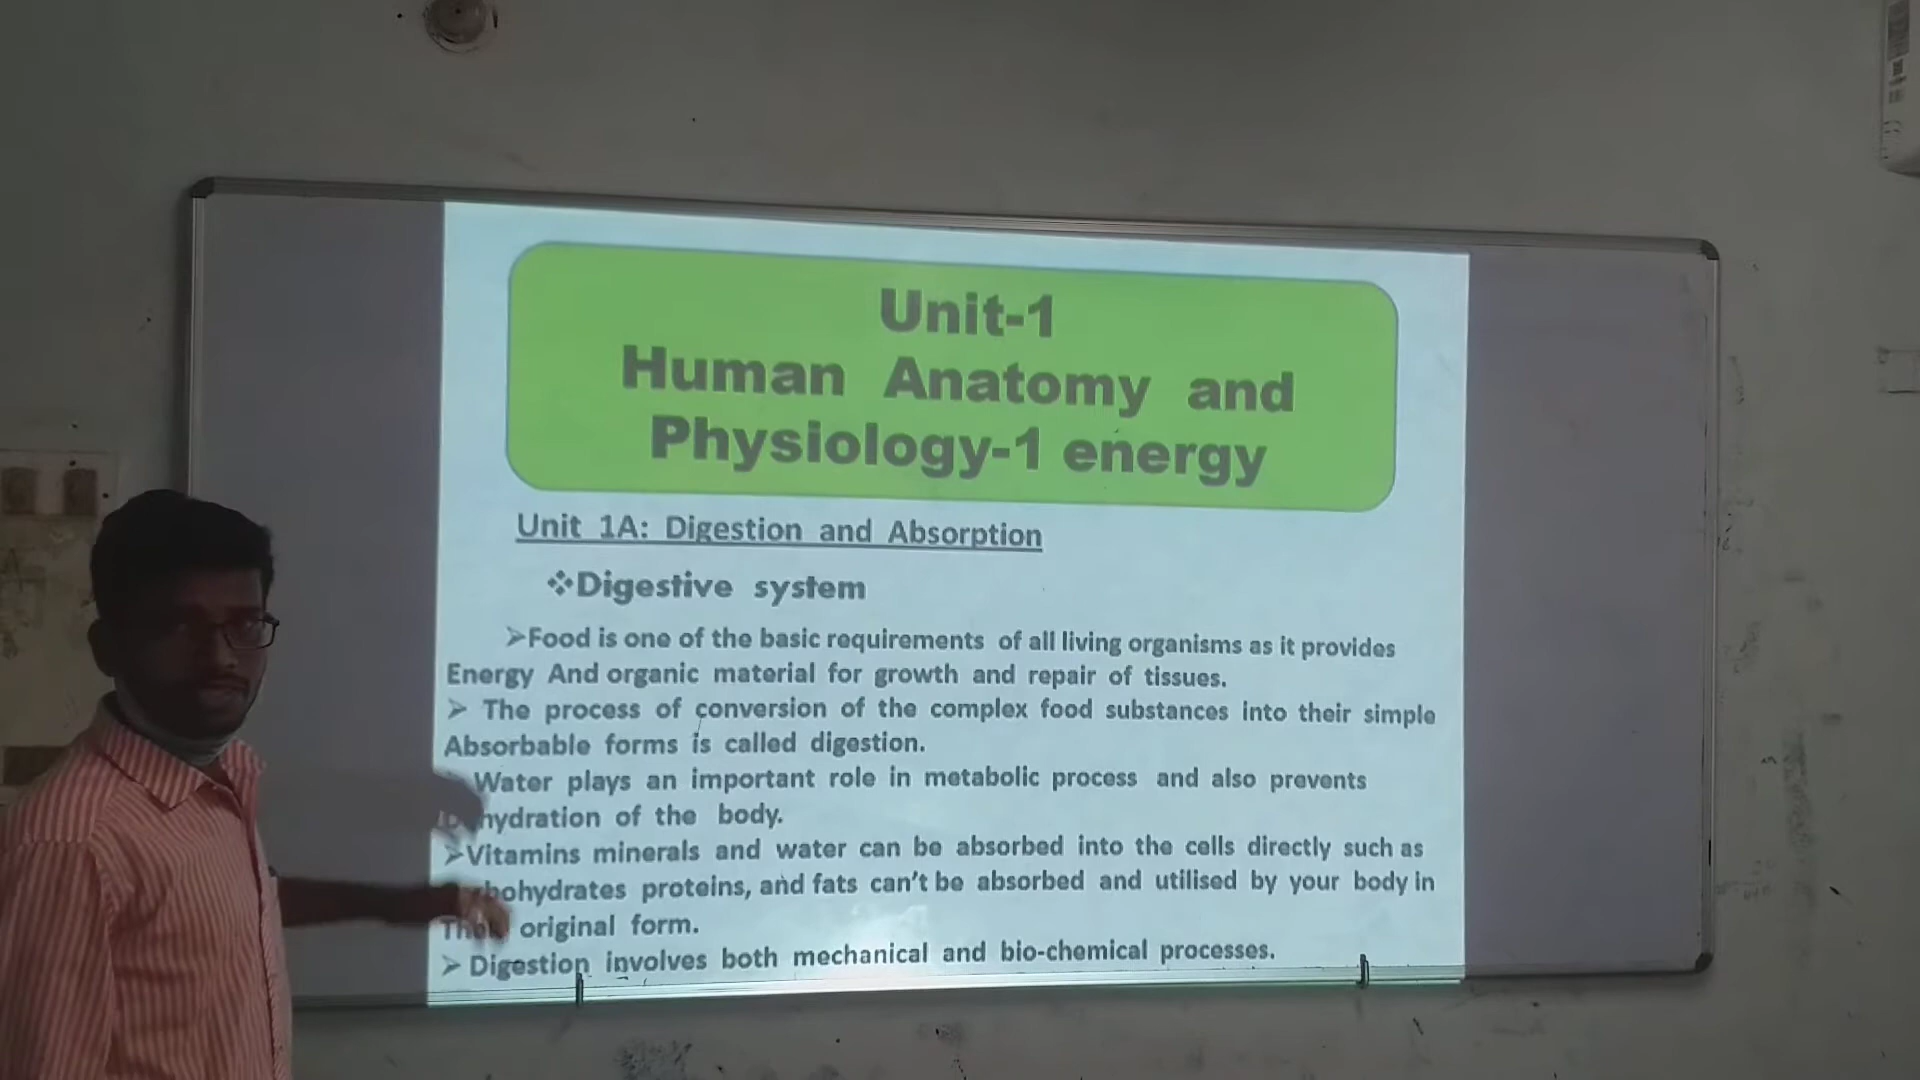 Unit-1
Human Anatomy and
Physiology-1 energy
Unit 1A: Digestion and Absorption
❖Digestive system
➢Food is one of the basic requirements of all living organisms as it provides
Energy And organic material for growth and repair of tissues.
➢ The process of conversion of the complex food substances into their simple
Absorbable forms is called digestion.
Water plays an important role in metabolic process and also prevents
hydration of the body.
➢Vitamins minerals and water can be absorbed into the cells directly such as
bohydrates proteins, and fats can't be absorbed and utilised by your body in
original form.
➢ Digestion involves both mechanical and bio-chemical processes.